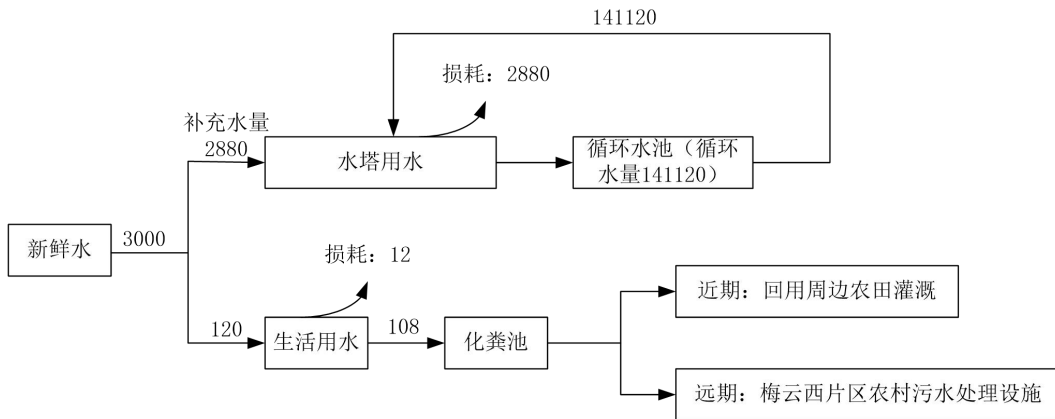 141120
损耗：2880
补充水量
2880
水塔用水
循环水池（循环
水量141120）
新鲜水
3000
损耗：12
近期：回用周边农田灌溉
120
生活用水
108
化粪池
远期：梅云西片区农村污水处理设施